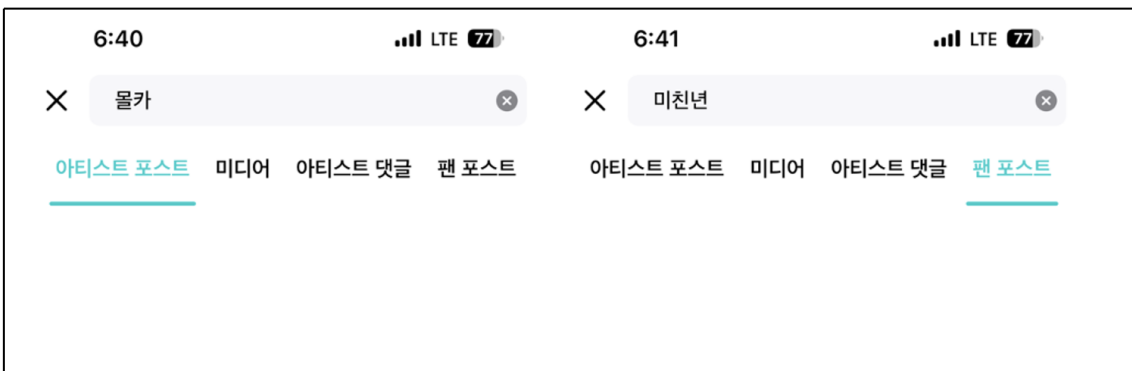 6:40 LTE 77
몰카
아티스트 포스트 미디어 아티스트 댓글 팬 포스트
6:41 LTE 77
미친년
아티스트 포스트 미디어 아티스트 댓글 팬 포스트